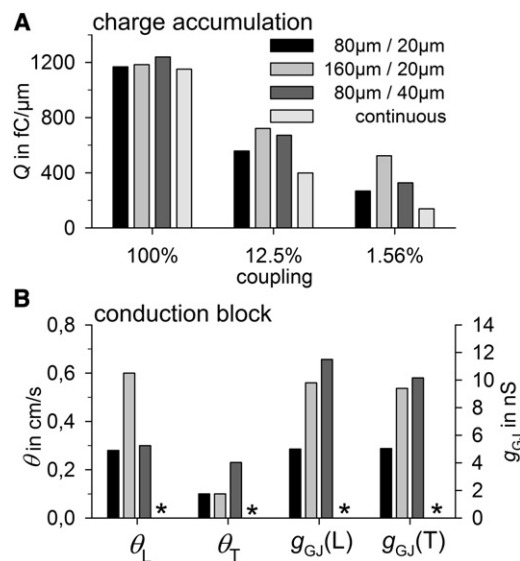 A
charge accumulation
80µm / 20µm
160µm / 20µm
80µm / 40µm
continuous
Q in fC/µm
1200
800
400
0
100%
12.5%
1.56%
coupling
B
conduction block
θ in cm/s
0,8
0,6
0,4
0,2
0,0
14
12
10
8
6
4
2
0
gGJ in nS
* * * *
θL θT gGJ(L) gGJ(T)